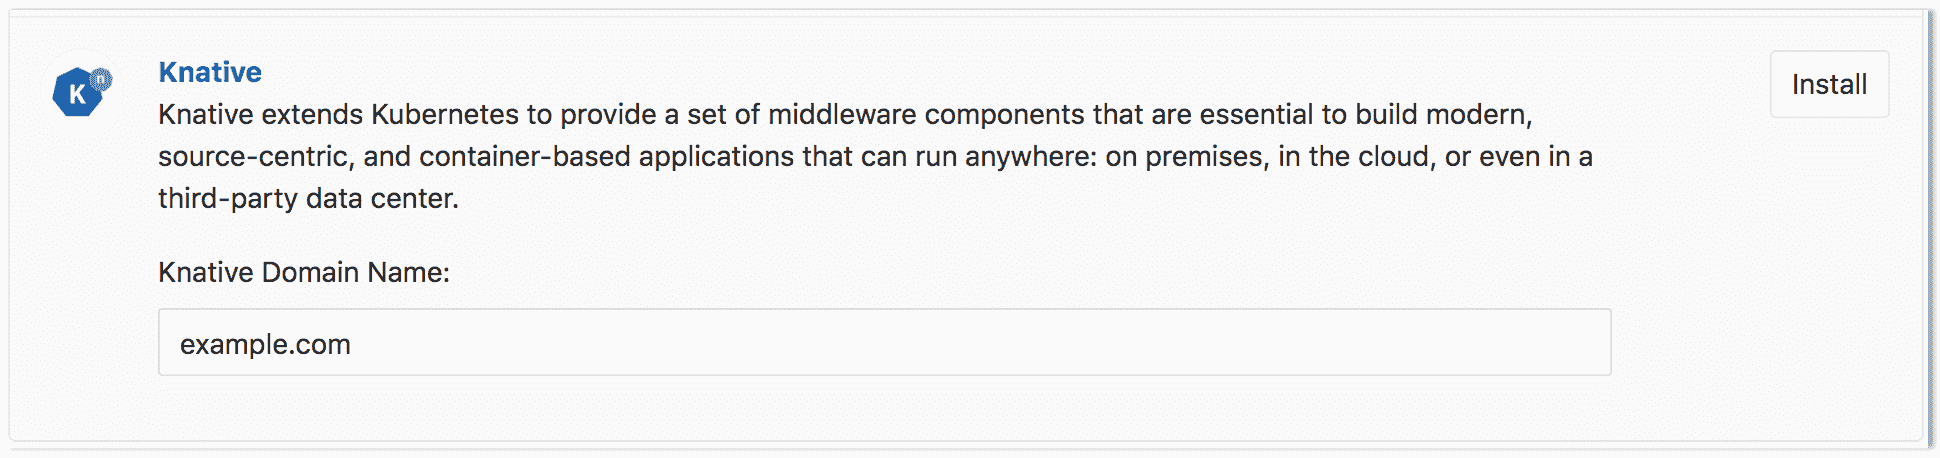 Knative
Install
Knative extends Kubernetes to provide a set of middleware components that are essential to build modern,
source-centric, and container-based applications that can run anywhere: on premises, in the cloud, or even in a
third-party data center.
Knative Domain Name:
example.com
K
n